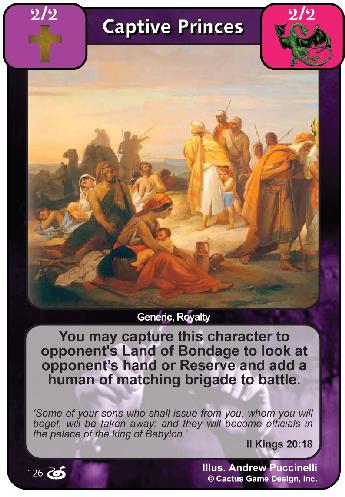 2/2
Captive Princes
2/2
Generic, Royalty
You may capture this character to
opponent's Land of Bondage to look at
opponent's hand or Reserve and add a
human of matching brigade to battle.
'Some of your sons who shall issue from you, whom you will
beget, will be taken away; and they will become officials in
the palace of the king of Babylon.'
II Kings 20:18
126
Illus. Andrew Puccinelli
© Cactus Game Design, Inc.